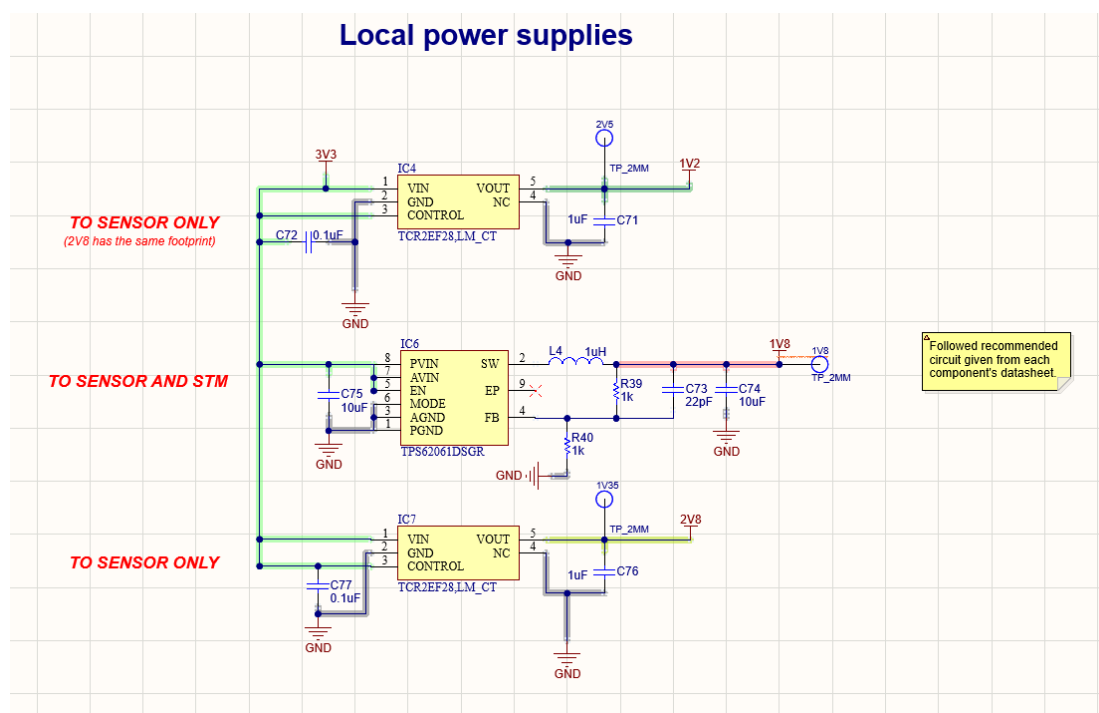 Local power supplies
2V5
TP_2MM
3V3
1V2
IC4
1 VIN VOUT 5
2 GND NC 4
3 CONTROL
TCR2EF28,LM_CT
TO SENSOR ONLY
(2V8 has the same footprint)
C72 0.1uF
1uF C71
GND
GND
IC6
8 PVIN SW 2
7 AVIN
5 EN EP 9
6 MODE
3 AGND FB 4
1 PGND
TPS62061DSGR
L4 1uH
1V8
1V8
TP_2MM
TO SENSOR AND STM
C75
10uF
GND
R39
1k
C73
22pF
C74
10uF
GND
R40
1k
GND
Followed recommended
circuit given from each
component's datasheet.
1V35
TP_2MM
2V8
IC7
1 VIN VOUT 5
2 GND NC 4
3 CONTROL
TCR2EF28,LM_CT
TO SENSOR ONLY
C77
0.1uF
GND
1uF C76
GND